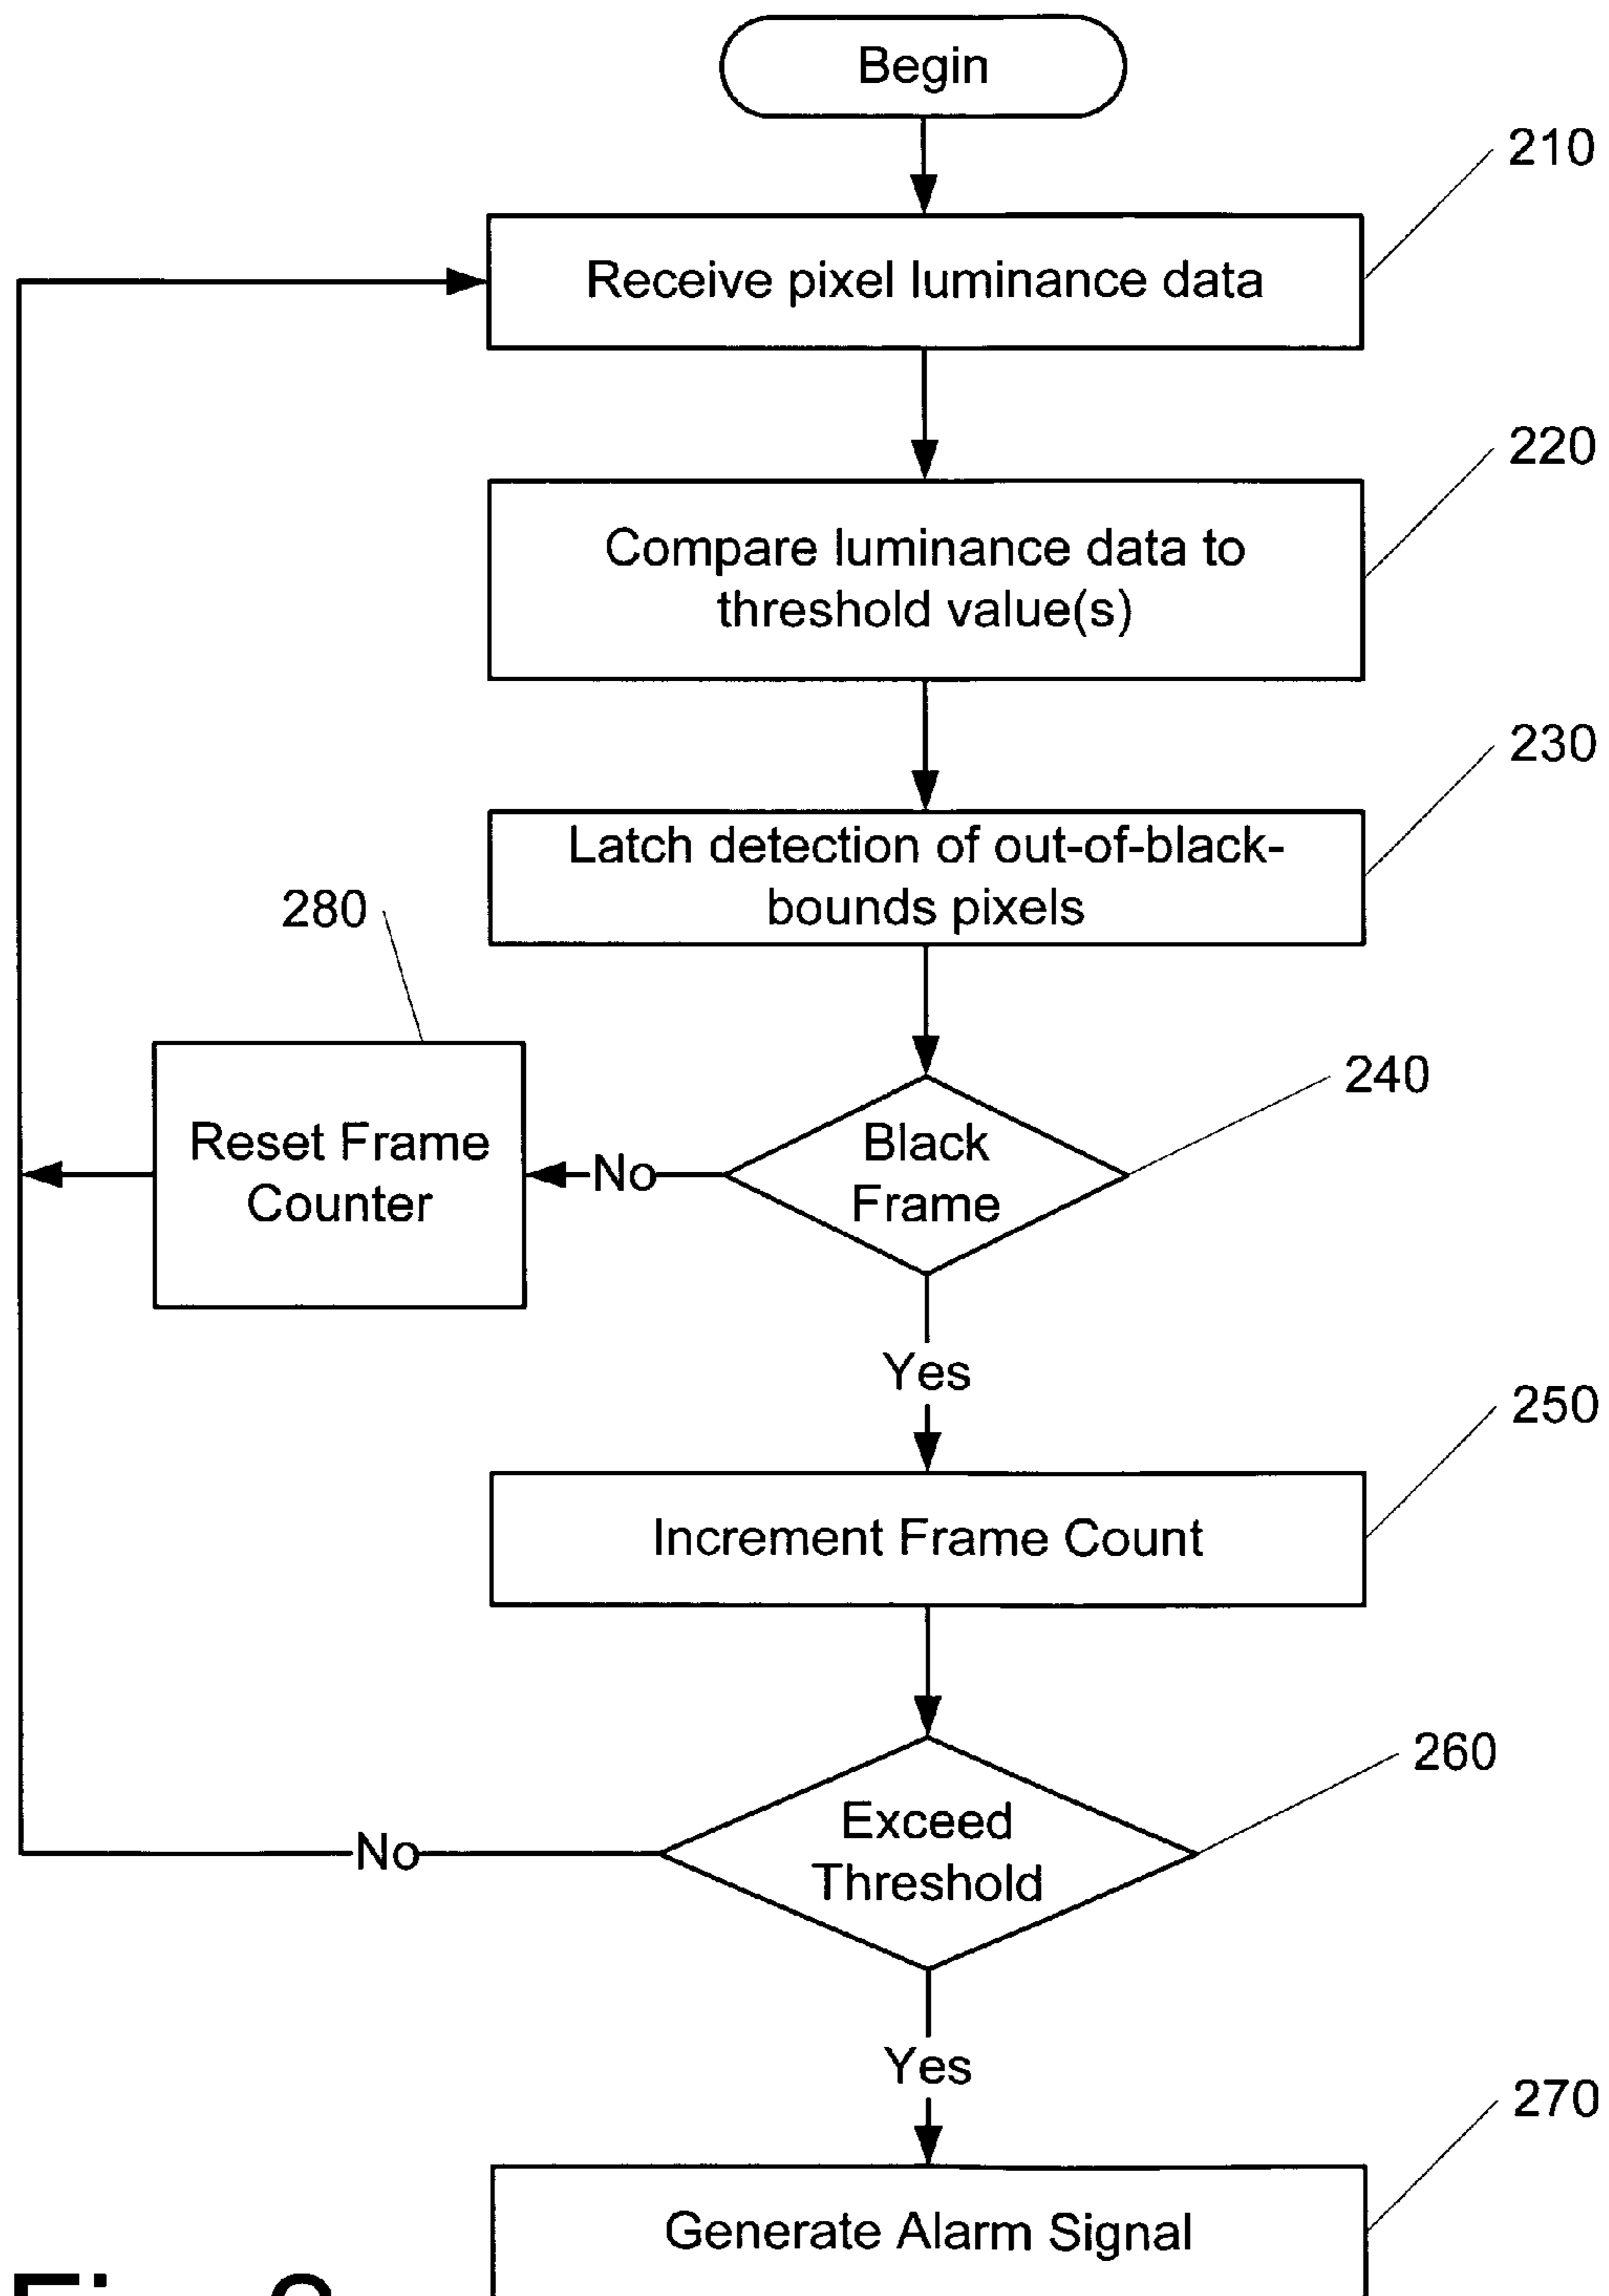 Begin
210
Receive pixel luminance data
220
Compare luminance data to
threshold value(s)
230
Latch detection of out-of-black-
bounds pixels
280
240
Reset Frame
Counter
No
Black
Frame
Yes
250
Increment Frame Count
260
Exceed
Threshold
No
Yes
270
Generate Alarm Signal